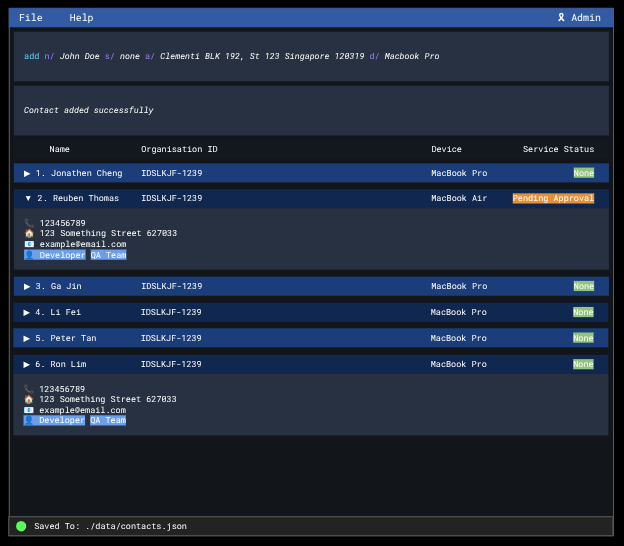 File Help 🎗 Admin
add n/ John Doe s/ none a/ Clementi BLK 192, St 123 Singapore 120319 d/ Macbook Pro
Contact added successfully
Name Organisation ID Device Service Status
▶ 1. Jonathen Cheng IDSLKJF-1239 MacBook Pro None
▼ 2. Reuben Thomas IDSLKJF-1239 MacBook Air Pending Approval
📞 123456789
🏠 123 Something Street 627033
📧 example@email.com
👤 Developer QA Team
▶ 3. Ga Jin IDSLKJF-1239 MacBook Pro None
▶ 4. Li Fei IDSLKJF-1239 MacBook Pro None
▶ 5. Peter Tan IDSLKJF-1239 MacBook Pro None
▶ 6. Ron Lim IDSLKJF-1239 MacBook Pro None
📞 123456789
🏠 123 Something Street 627033
📧 example@email.com
👤 Developer QA Team
Saved To: ./data/contacts.json